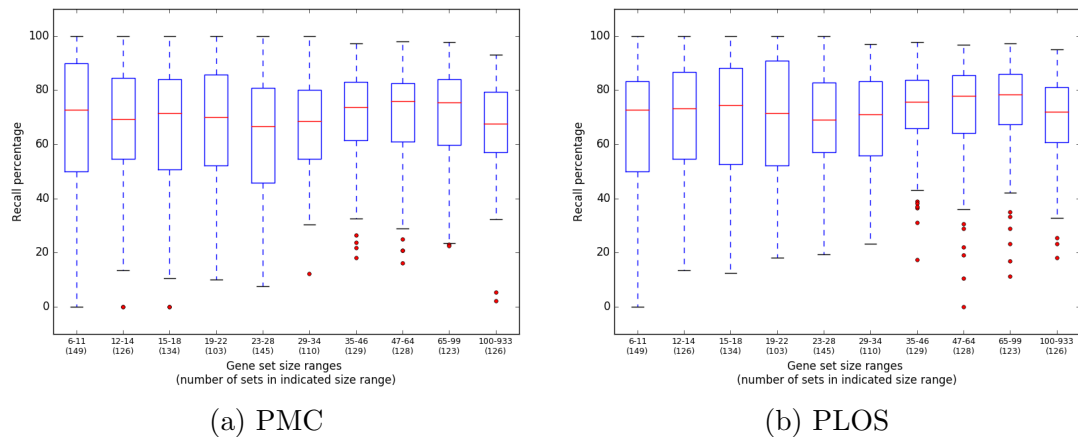 100
80
60
40
20
0
Recall percentage
6-11 12-14 15-18 19-22 23-28 29-34 35-46 47-64 65-99 100-933
(149) (126) (134) (103) (145) (110) (129) (128) (123) (126)
Gene set size ranges
(number of sets in indicated size range)
(a) PMC
100
80
60
40
20
0
Recall percentage
6-11 12-14 15-18 19-22 23-28 29-34 35-46 47-64 65-99 100-933
(149) (126) (134) (103) (145) (110) (129) (128) (123) (126)
Gene set size ranges
(number of sets in indicated size range)
(b) PLOS